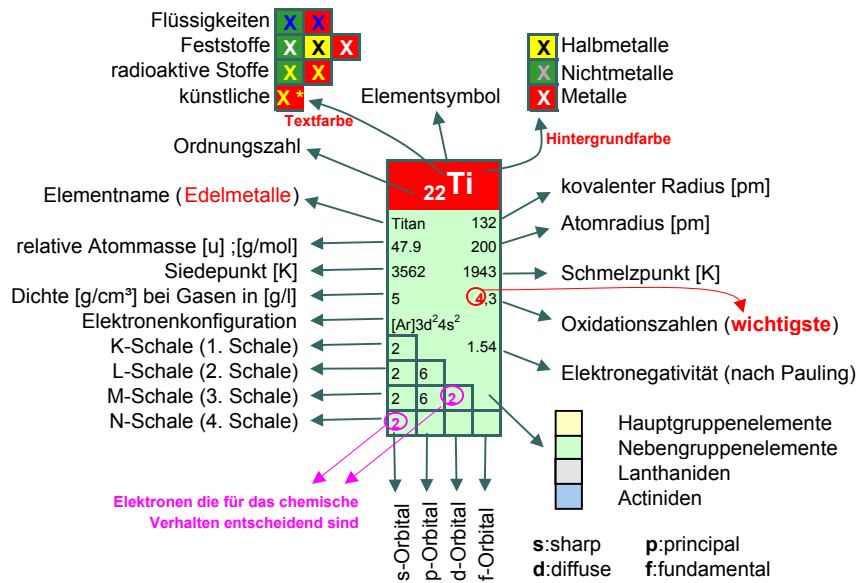 Flüssigkeiten X X
Feststoffe X X X
radioaktive Stoffe X X
künstliche X *
Textfarbe
Elementsymbol
X Halbmetalle
X Nichtmetalle
X Metalle
Hintergrundfarbe
Ordnungszahl
22Ti
Elementname (Edelmetalle)
kovalenter Radius [pm]
Titan 132
Atomradius [pm]
relative Atommasse [u] ;[g/mol]
47.9 200
Siedepunkt [K]
3562 1943
Schmelzpunkt [K]
Dichte [g/cm³] bei Gasen in [g/l]
5 4,3
Oxidationszahlen (wichtigste)
Elektronenkonfiguration
[Ar]3d²4s²
K-Schale (1. Schale)
2 1.54
L-Schale (2. Schale)
2 6
Elektronegativität (nach Pauling)
M-Schale (3. Schale)
2 6 2
N-Schale (4. Schale)
2
Hauptgruppenelemente
Nebengruppenelemente
Lanthaniden
Actiniden
Elektronen die für das chemische
Verhalten entscheidend sind
s-Orbital
p-Orbital
d-Orbital
f-Orbital
s:sharp p:principal
d:diffuse f:fundamental